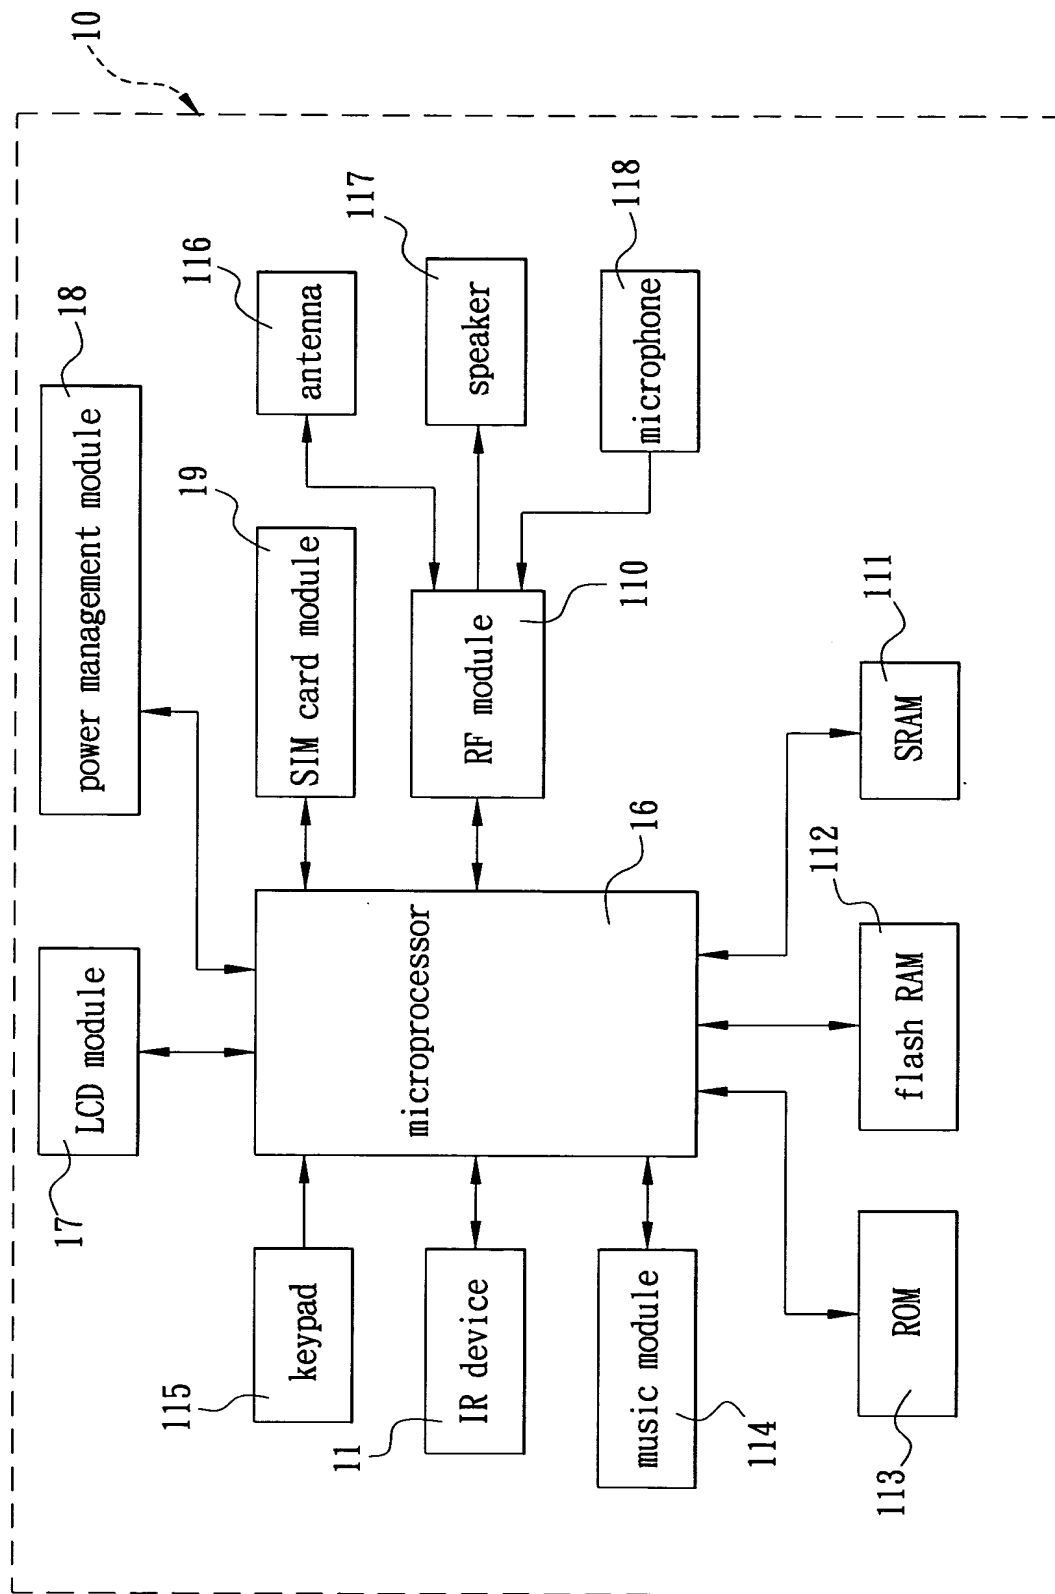 10
17
LCD module
18
power management module
115
keypad
19
SIM card module
116
antenna
11
IR device
microprocessor
16
RF module
110
117
speaker
114
music module
118
microphone
113
ROM
112
flash RAM
111
SRAM